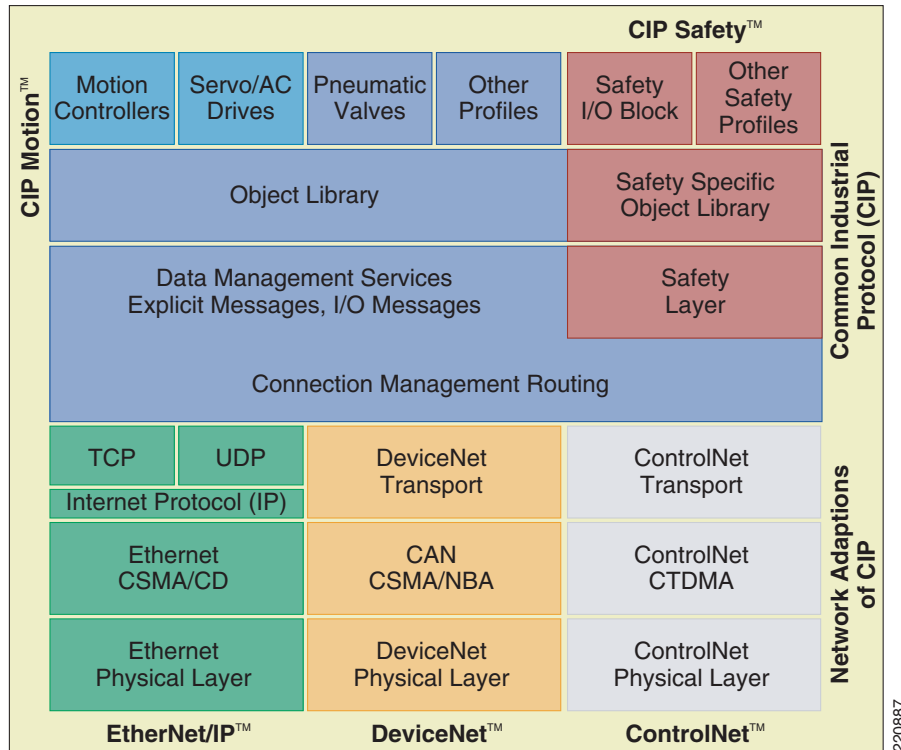 CIP Safety™
CIP Motion™
Motion
Controllers
Servo/AC
Drives
Pneumatic
Valves
Other
Profiles
Safety
I/O Block
Other
Safety
Profiles
Object Library
Safety Specific
Object Library
Data Management Services
Explicit Messages, I/O Messages
Safety
Layer
Connection Management Routing
Common Industrial
Protocol (CIP)
TCP
UDP
Internet Protocol (IP)
DeviceNet
Transport
ControlNet
Transport
Ethernet
CSMA/CD
CAN
CSMA/NBA
ControlNet
CTDMA
Ethernet
Physical Layer
DeviceNet
Physical Layer
ControlNet
Physical Layer
Network Adaptions
of CIP
EtherNet/IP™
DeviceNet™
ControlNet™
220887